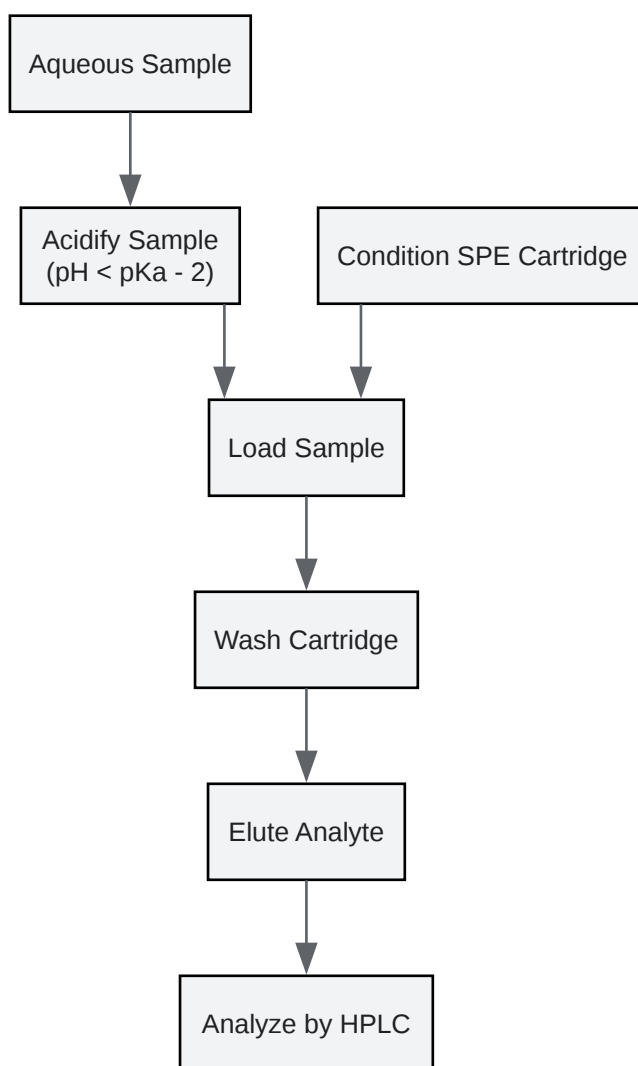 Aqueous Sample
Acidify Sample
(pH < pKa - 2)
Condition SPE Cartridge
Load Sample
Wash Cartridge
Elute Analyte
Analyze by HPLC